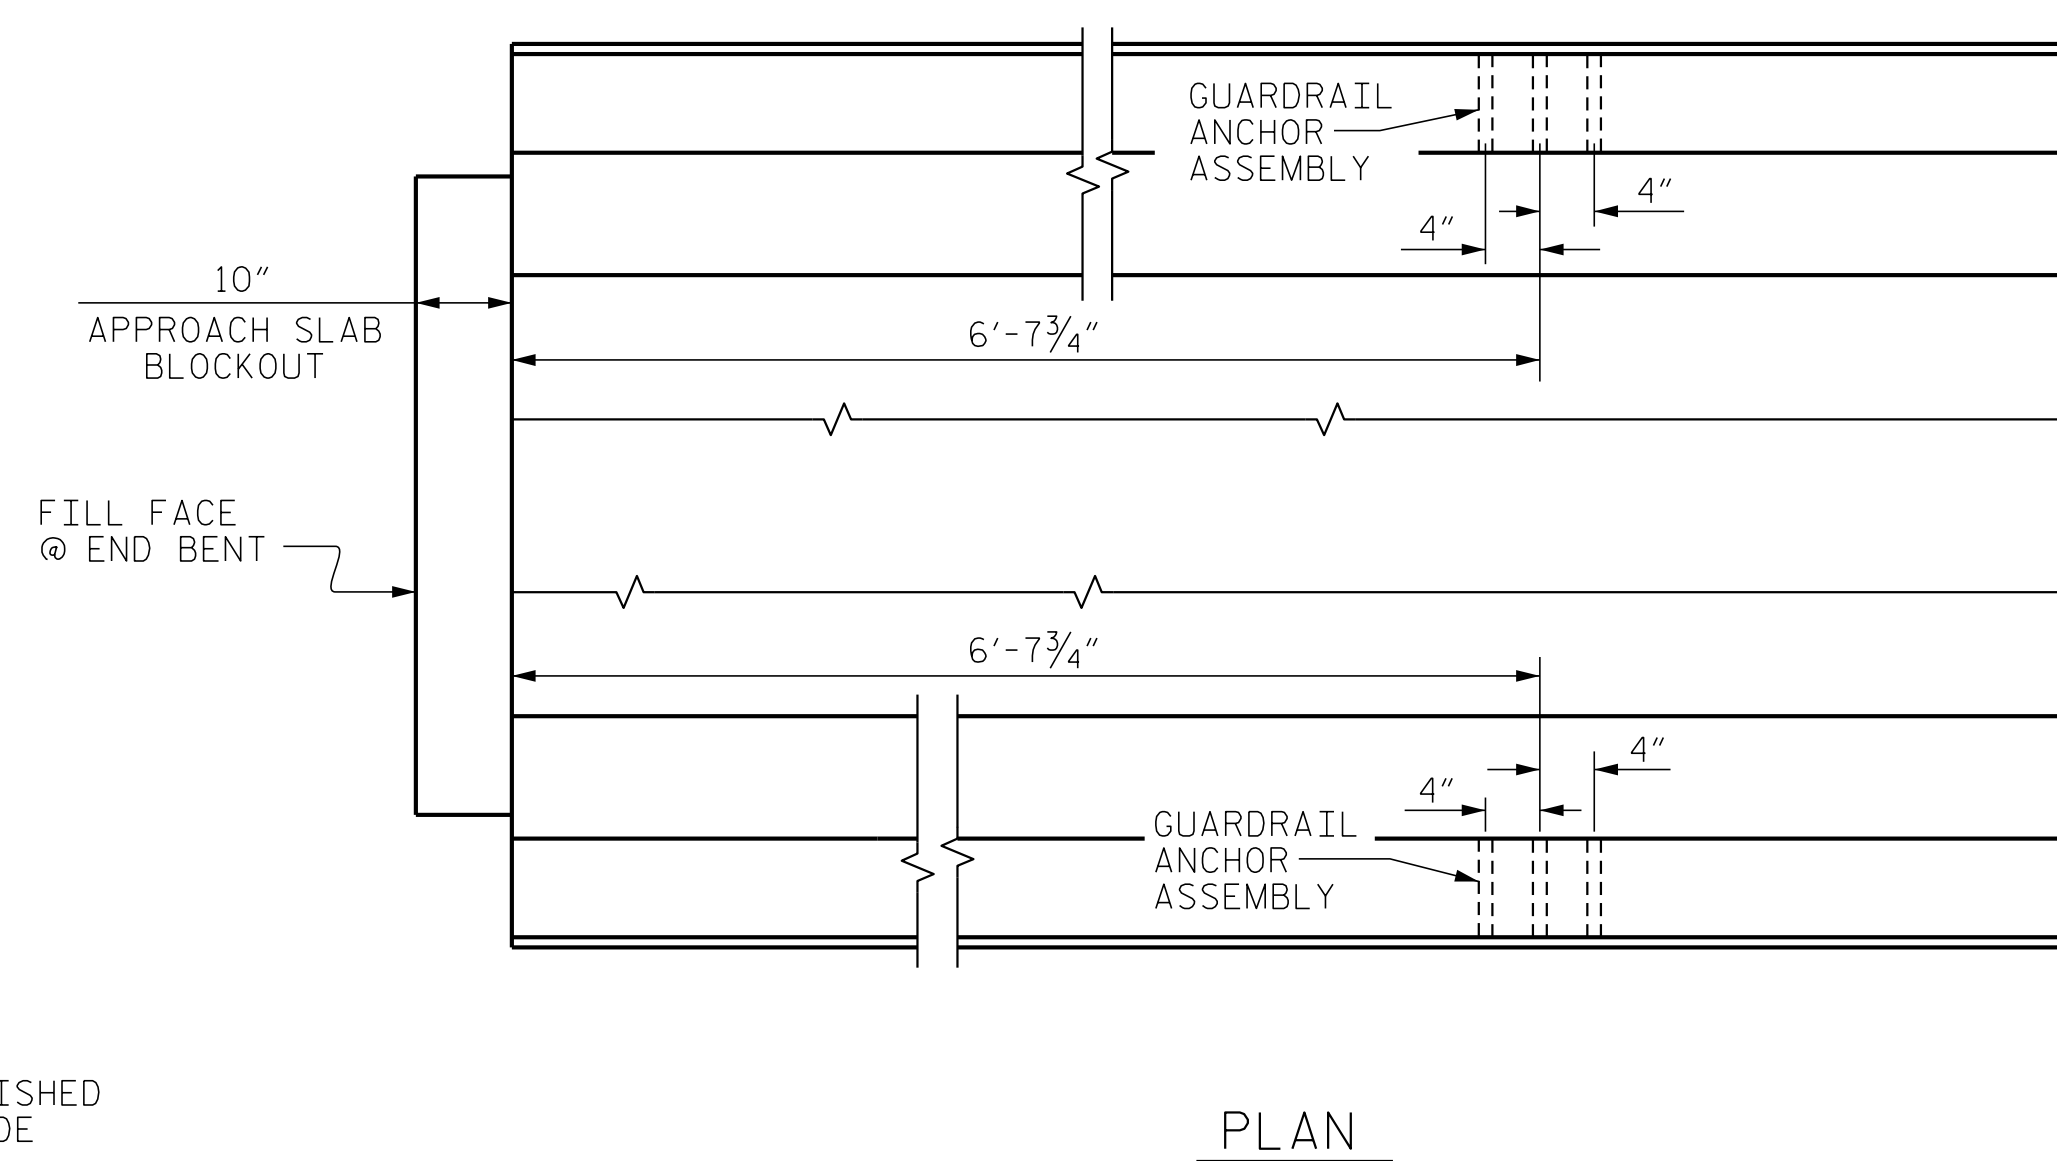 GUARDRAIL
ANCHOR
ASSEMBLY
4"
4"
10"
APPROACH SLAB
BLOCKOUT
6'-7¾"
FILL FACE
@ END BENT
6'-7¾"
4"
4"
GUARDRAIL
ANCHOR
ASSEMBLY
ISHED
DE
PLAN